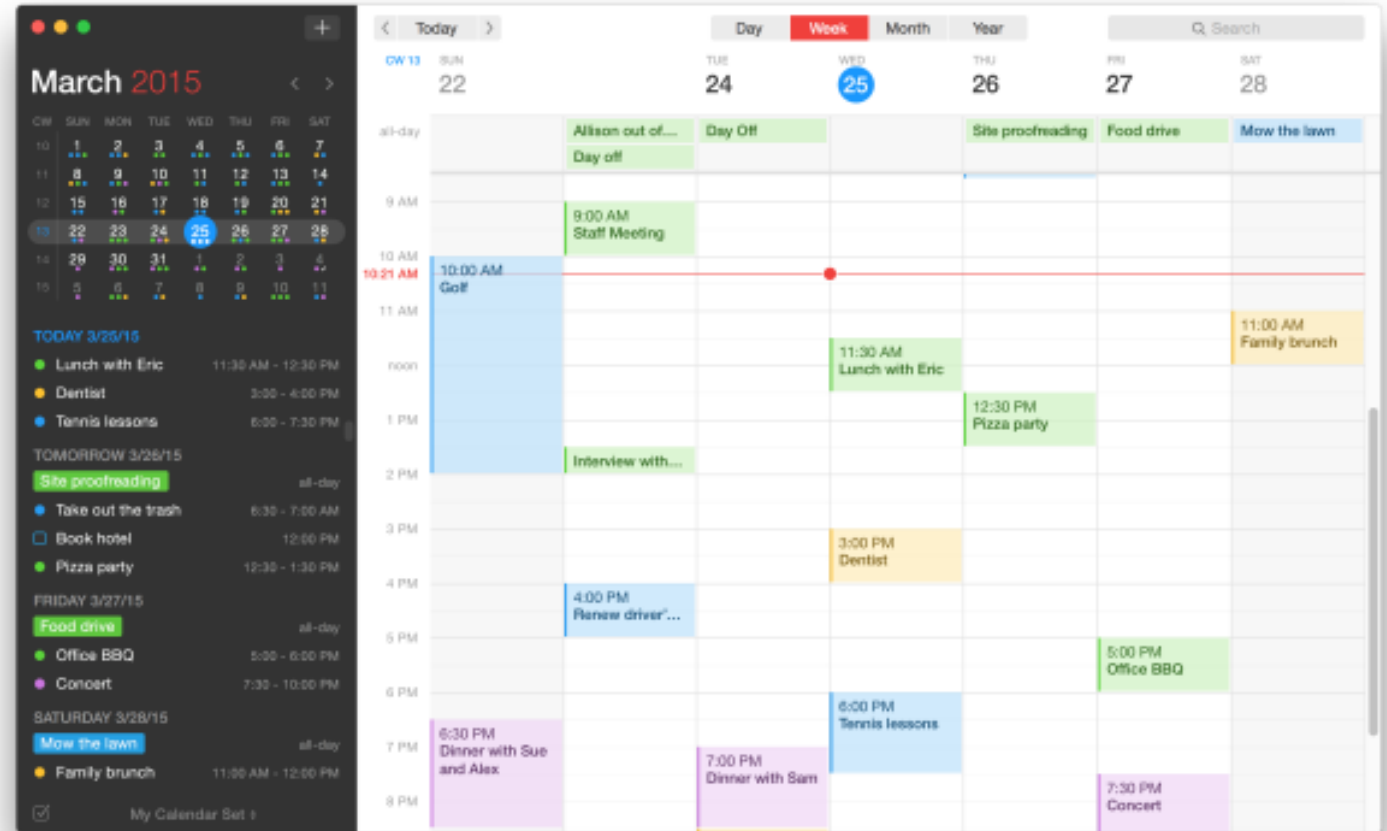 March 2015
CW SUN MON TUE WED THU FRI SAT
10 1 2 3 4 5 6 7
11 8 9 10 11 12 13 14
12 15 16 17 18 19 20 21
13 22 23 24 25 26 27 28
14 29 30 31 1 2 3 4
15 5 6 7 8 9 10 11
TODAY 3/25/15
Lunch with Eric 11:30 AM - 12:30 PM
Dentist 3:00 - 4:00 PM
Tennis lessons 6:00 - 7:30 PM
TOMORROW 3/26/15
Site proofreading all-day
Take out the trash 6:30 - 7:00 AM
Book hotel 12:00 PM
Pizza party 12:30 - 1:30 PM
FRIDAY 3/27/15
Food drive all-day
Office BBQ 5:00 - 6:00 PM
Concert 7:30 - 10:00 PM
SATURDAY 3/28/15
Mow the lawn all-day
Family brunch 11:00 AM - 12:00 PM
My Calendar Set
Today
Day Week Month Year
Search
CW 13 SUN TUE WED THU FRI SAT
22 24 25 26 27 28
all-day Allison out of... Day Off Site proofreading Food drive Mow the lawn
Day off
9 AM
9:00 AM
Staff Meeting
10 AM
10:00 AM
10:21 AM
Golf
11 AM
11:00 AM
Family brunch
11:30 AM
Lunch with Eric
noon
12:30 PM
Pizza party
1 PM
Interview with...
2 PM
3 PM
3:00 PM
Dentist
4 PM
4:00 PM
Renew driver'...
5 PM
5:00 PM
Office BBQ
6 PM
6:00 PM
Tennis lessons
6:30 PM
Dinner with Sue
and Alex
7 PM
7:00 PM
Dinner with Sam
7:30 PM
Concert
8 PM